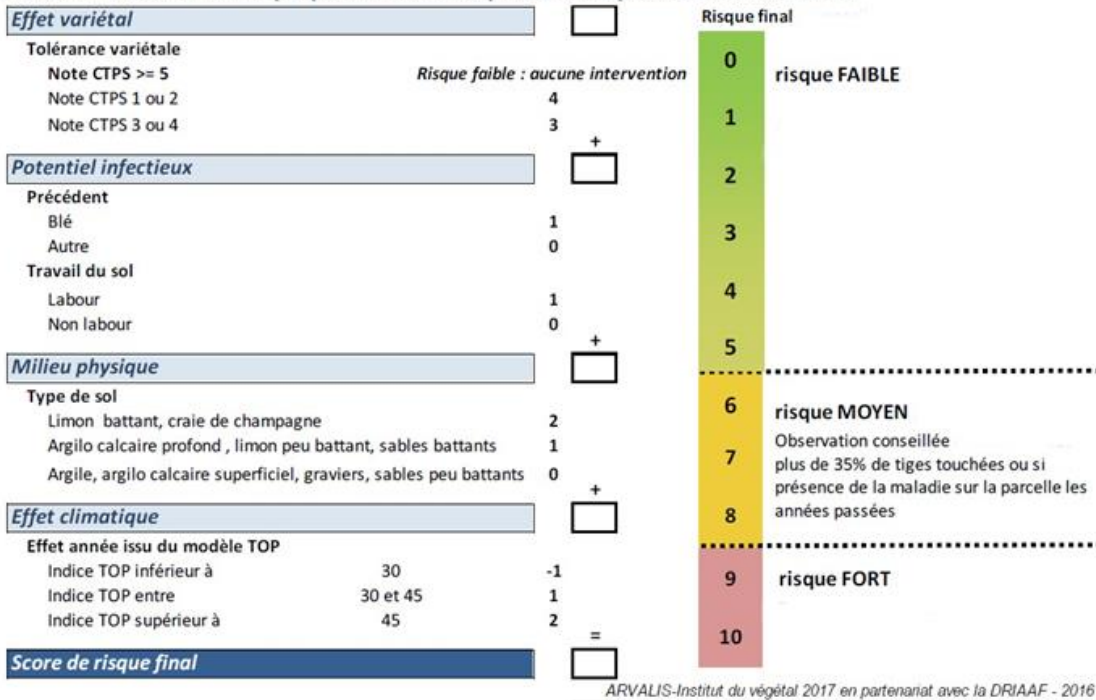 Effet variétal
Tolérance variétale
Note CTPS >= 5 Risque faible : aucune intervention
Note CTPS 1 ou 2 4
Note CTPS 3 ou 4 3
+
Potentiel infectieux
Précédent
Blé 1
Autre 0
Travail du sol
Labour 1
Non labour 0
+
Milieu physique
Type de sol
Limon battant, craie de champagne 2
Argilo calcaire profond , limon peu battant, sables battants 1
Argile, argilo calcaire superficiel, graviers, sables peu battants 0
+
Effet climatique
Effet année issu du modèle TOP
Indice TOP inférieur à 30 -1
Indice TOP entre 30 et 45 1
Indice TOP supérieur à 45 2
=
Score de risque final
Risque final
0
risque FAIBLE
1
2
3
4
5
6
risque MOYEN
Observation conseillée
7
plus de 35% de tiges touchées ou si
présence de la maladie sur la parcelle les
8
années passées
9
risque FORT
10
ARVALIS-Institut du végétal 2017 en partenariat avec la DRIAAF - 2016